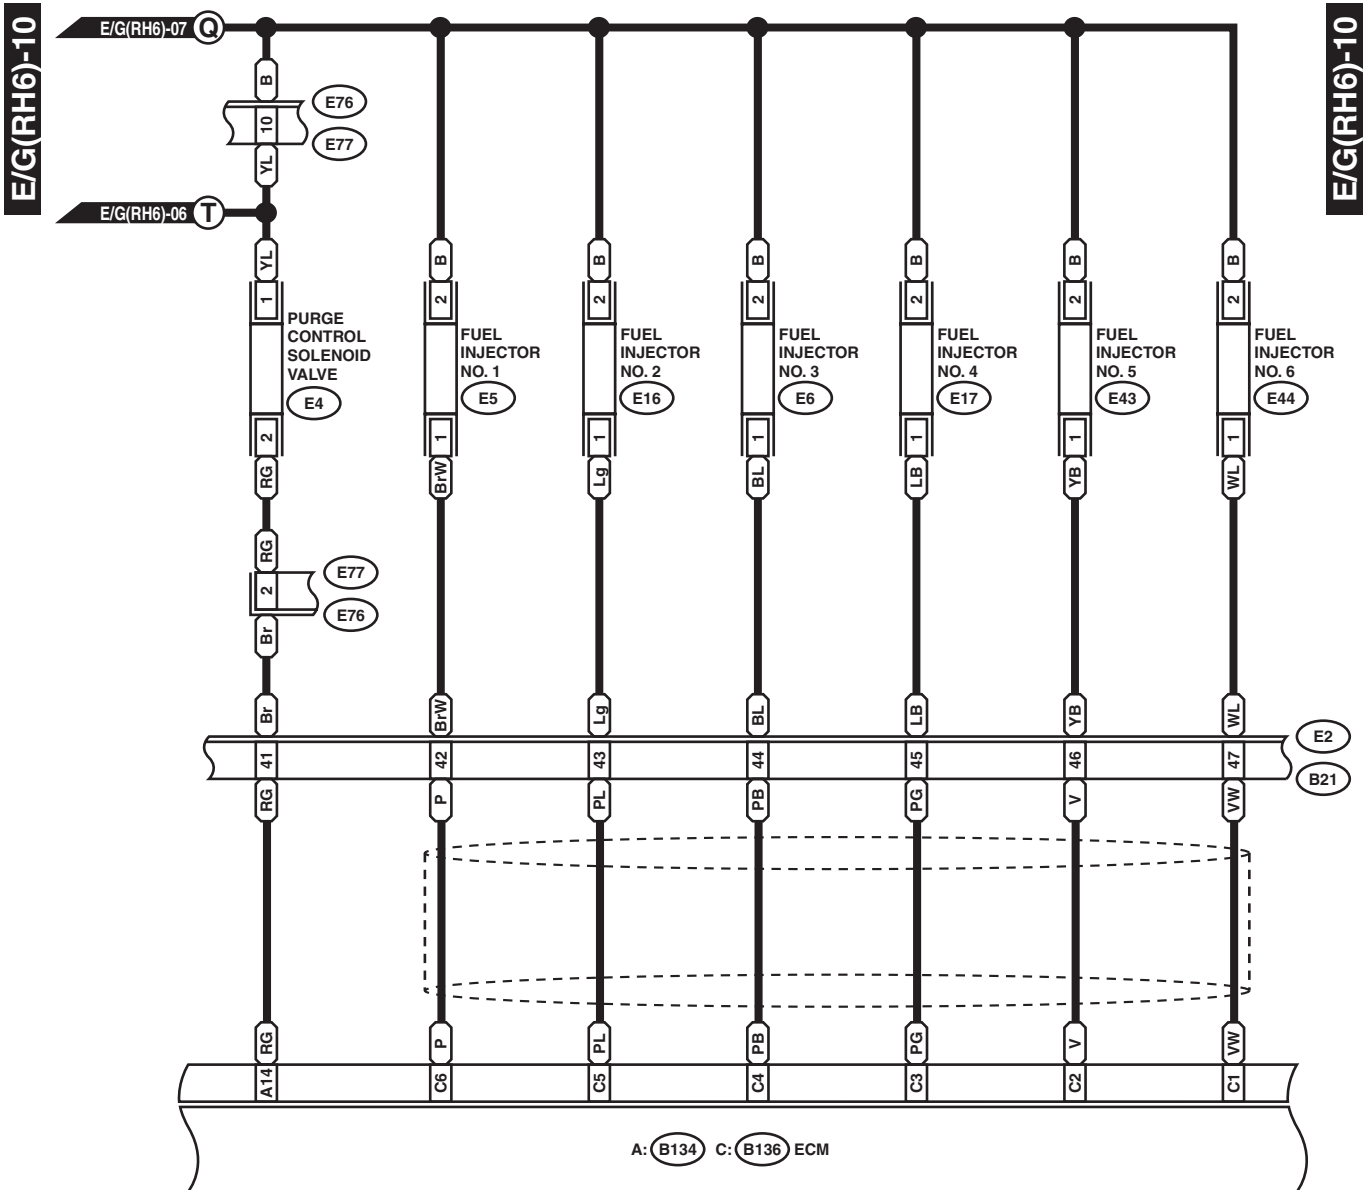 E/G(RH6)-10
E/G(RH6)-10
E/G(RH6)-07 Q
B
10
E76
E77
YL
E/G(RH6)-06 T
YL B B B B B B
1 2 2 2 2 2 2
PURGE
CONTROL
SOLENOID
VALVE
E4
FUEL
INJECTOR
NO. 1
E5
FUEL
INJECTOR
NO. 2
E16
FUEL
INJECTOR
NO. 3
E6
FUEL
INJECTOR
NO. 4
E17
FUEL
INJECTOR
NO. 5
E43
FUEL
INJECTOR
NO. 6
E44
2 1 1 1 1 1 1
RG BrW Lg BL LB YB WL
RG
2
E77
E76
Br
Br BrW Lg BL LB YB WL
E2
41 42 43 44 45 46 47
B21
RG P PL PB PG V VW
RG P PL PB PG V VW
A14 C6 C5 C4 C3 C2 C1
A: B134 C: B136 ECM